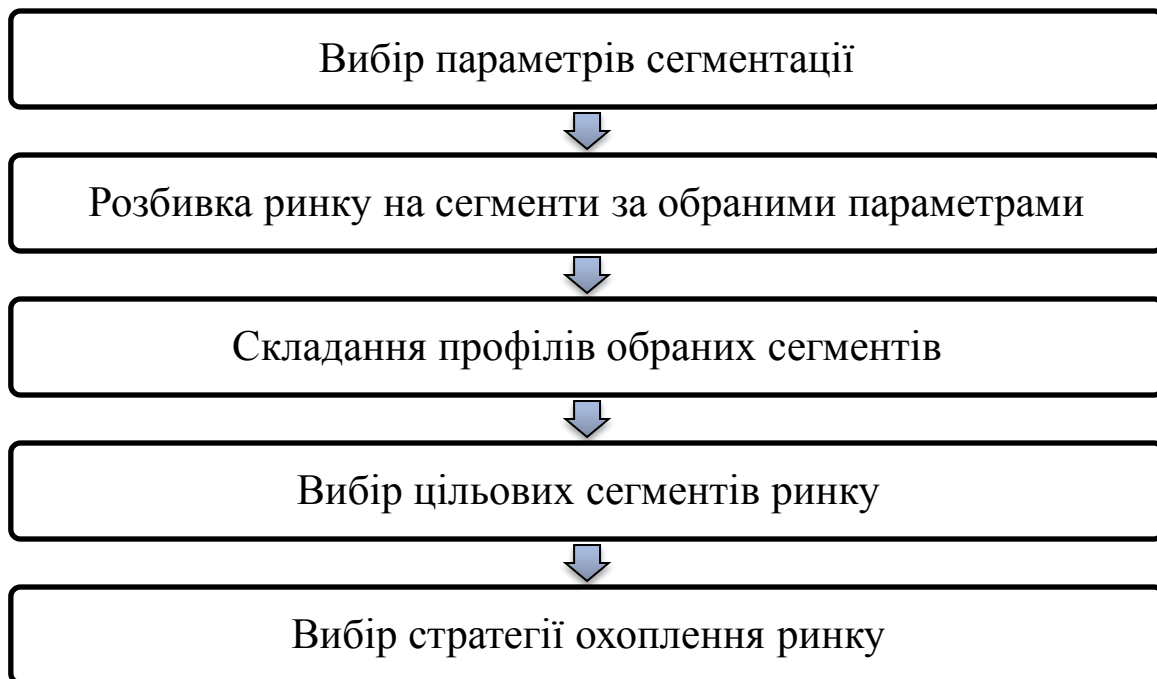 Вибір параметрів сегментації
Розбивка ринку на сегменти за обраними параметрами
Складання профілів обраних сегментів
Вибір цільових сегментів ринку
Вибір стратегії охоплення ринку